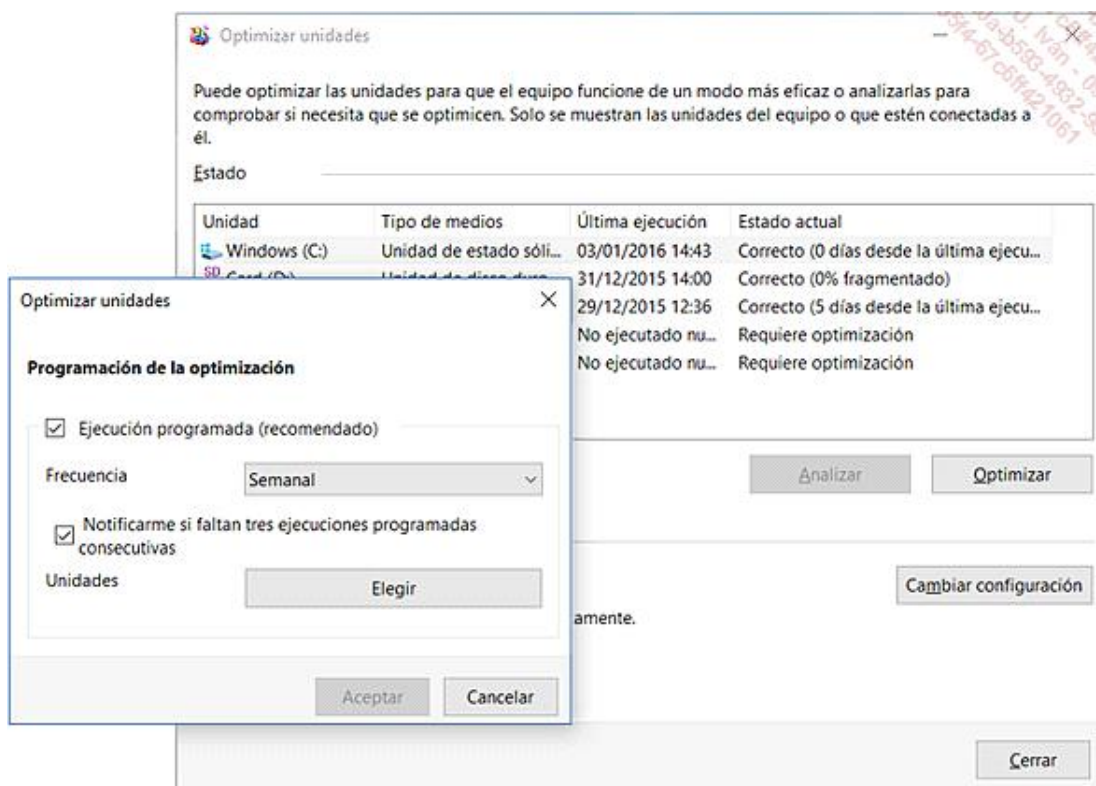 Optimizar unidades
Puede optimizar las unidades para que el equipo funcione de un modo más eficaz o analizarlas para
comprobar si necesita que se optimicen. Solo se muestran las unidades del equipo o que estén conectadas a
él.
Estado
Unidad Tipo de medios Última ejecución Estado actual
Windows (C:) Unidad de estado sóli... 03/01/2016 14:43 Correcto (0 días desde la última ejecu...
31/12/2015 14:00 Correcto (0% fragmentado)
29/12/2015 12:36 Correcto (5 días desde la última ejecu...
No ejecutado nu... Requiere optimización
No ejecutado nu... Requiere optimización
Analizar Optimizar
Cambiar configuración
amente.
Cerrar
Optimizar unidades
Programación de la optimización
Ejecución programada (recomendado)
Frecuencia Semanal
Notificarme si faltan tres ejecuciones programadas
consecutivas
Unidades Elegir
Aceptar Cancelar